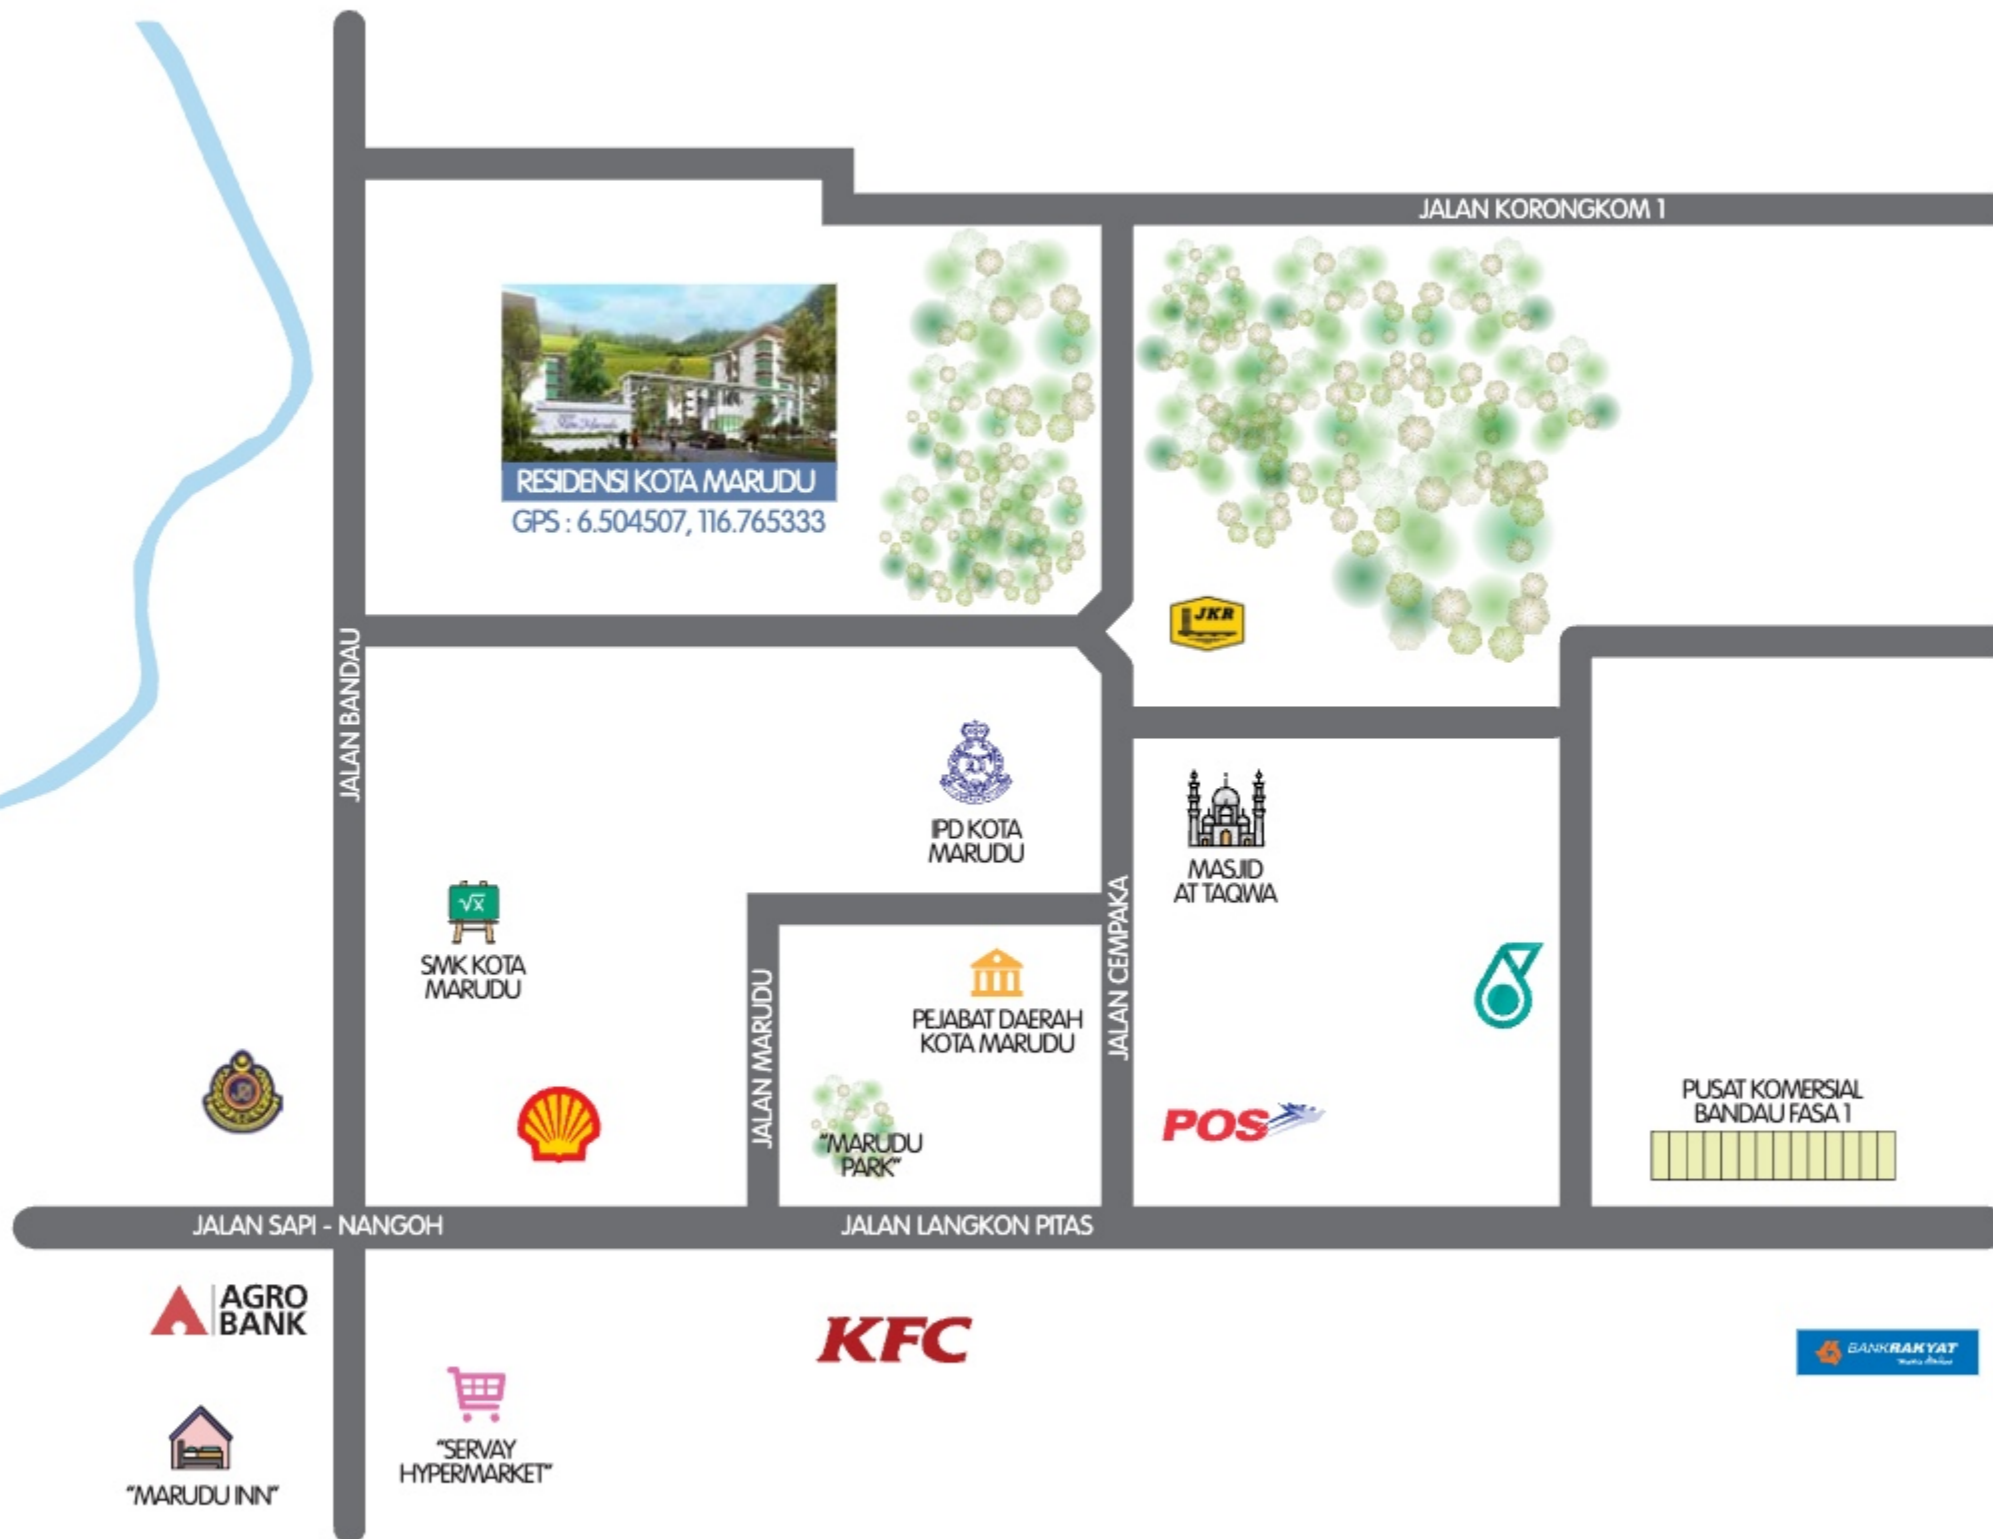 JALAN KORONGKOM 1
RESIDENSI KOTA MARUDU
GPS : 6.504507, 116.765333
JKR
JALAN BANDAU
IPD KOTA
MARUDU
MASJID
AT TAQWA
√x
SMK KOTA
MARUDU
JALAN CEMPAKA
JALAN MARUDU
PEJABAT DAERAH
KOTA MARUDU
PUSAT KOMERSIAL
BANDAU FASA 1
POS
"MARUDU
PARK"
JALAN SAPI - NANGOH
JALAN LANGKON PITAS
AGRO
BANK
KFC
BANKRAKYAT
"SERVAY
HYPERMARKET"
"MARUDU INN"